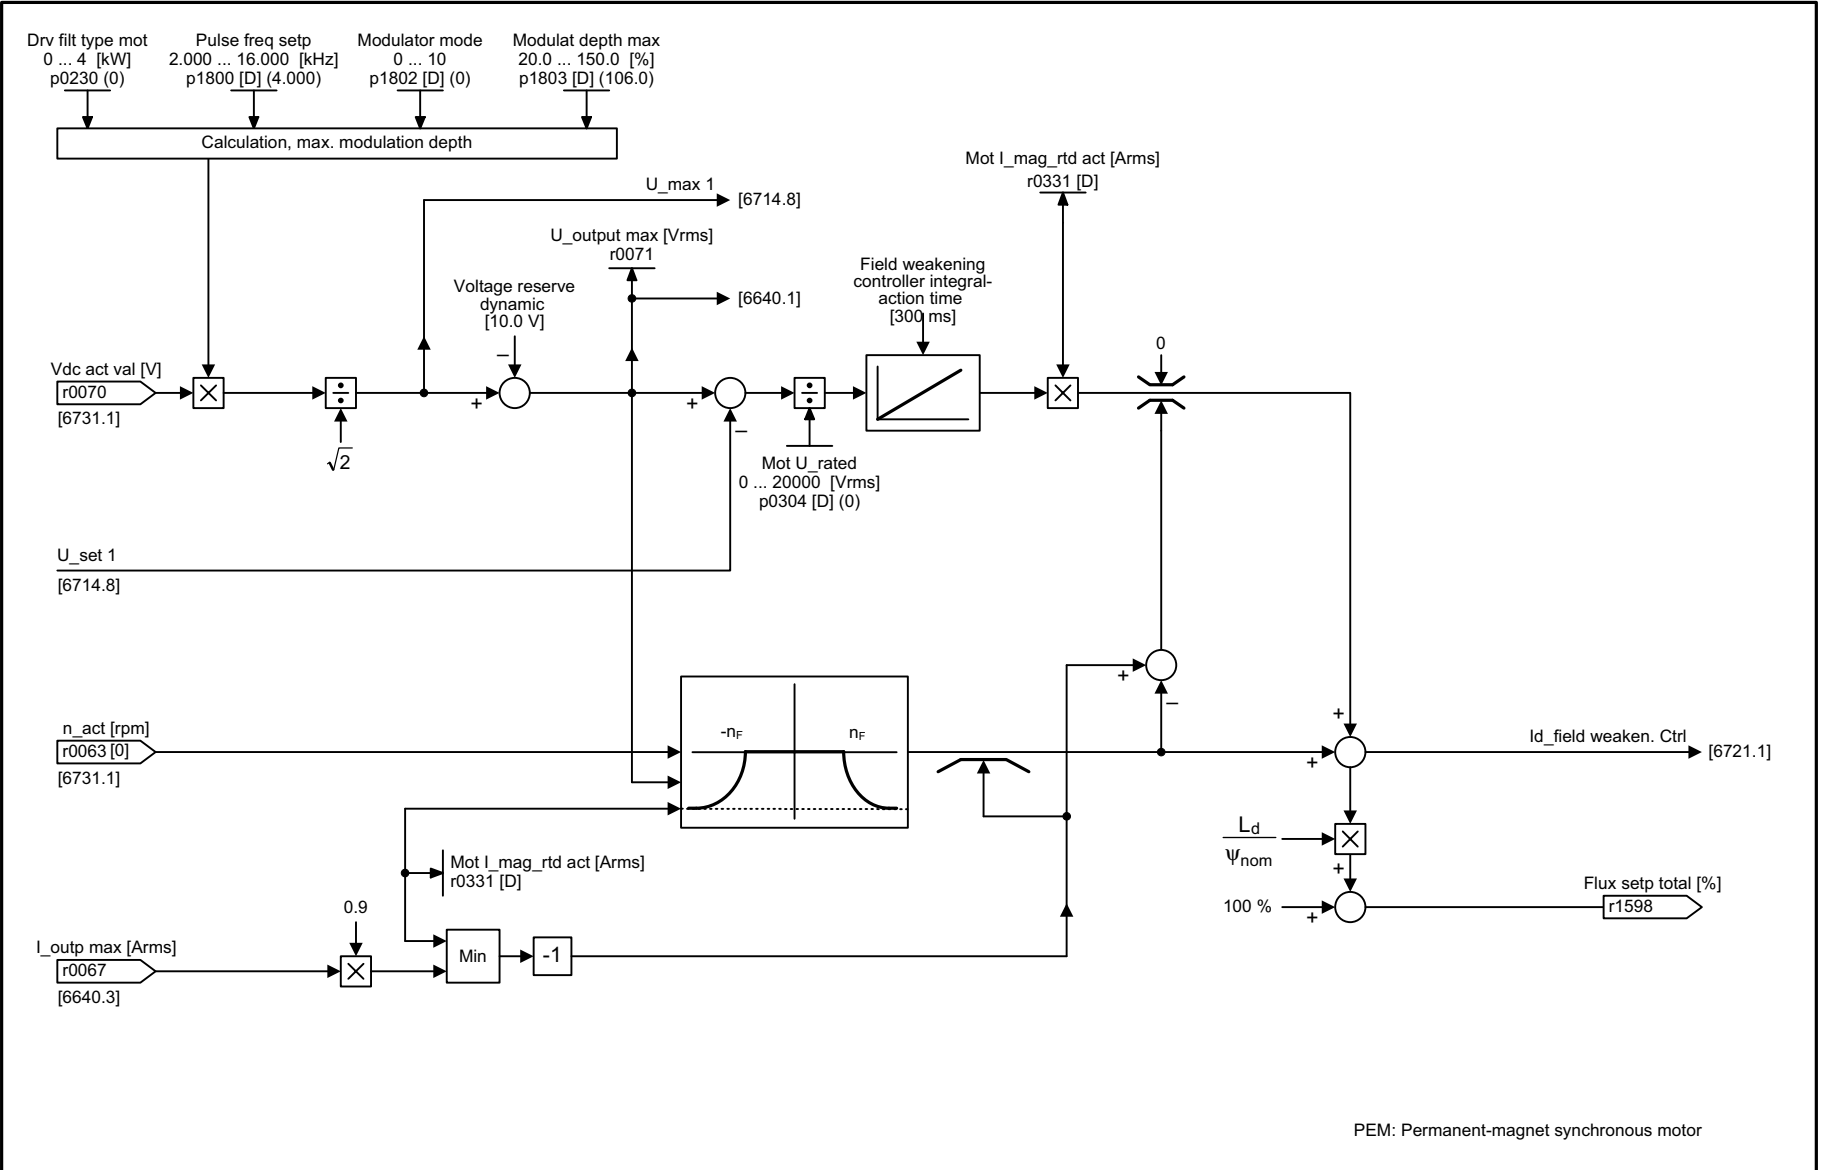 Drv filt type mot
0 ... 4 [kW]
p0230 (0)
Pulse freq setp
2.000 ... 16.000 [kHz]
p1800 [D] (4.000)
Modulator mode
0 ... 10
p1802 [D] (0)
Modulat depth max
20.0 ... 150.0 [%]
p1803 [D] (106.0)
Calculation, max. modulation depth
U_max 1
[6714.8]
Mot I_mag_rtd act [Arms]
r0331 [D]
U_output max [Vrms]
r0071
[6640.1]
Voltage reserve
dynamic
[10.0 V]
–
Field weakening
controller integral-
action time
[300 ms]
0
Vdc act val [V]
r0070
[6731.1]
×
÷
√2
+
+
–
÷
×
Mot U_rated
0 ... 20000 [Vrms]
p0304 [D] (0)
U_set 1
[6714.8]
+
–
n_act [rpm]
r0063 [0]
[6731.1]
-nF
nF
+
+
Id_field weaken. Ctrl
[6721.1]
Ld
ψnom
×
+
100 %
+
Flux setp total [%]
r1598
Mot I_mag_rtd act [Arms]
r0331 [D]
0.9
I_outp max [Arms]
r0067
[6640.3]
×
Min
-1
PEM: Permanent-magnet synchronous motor